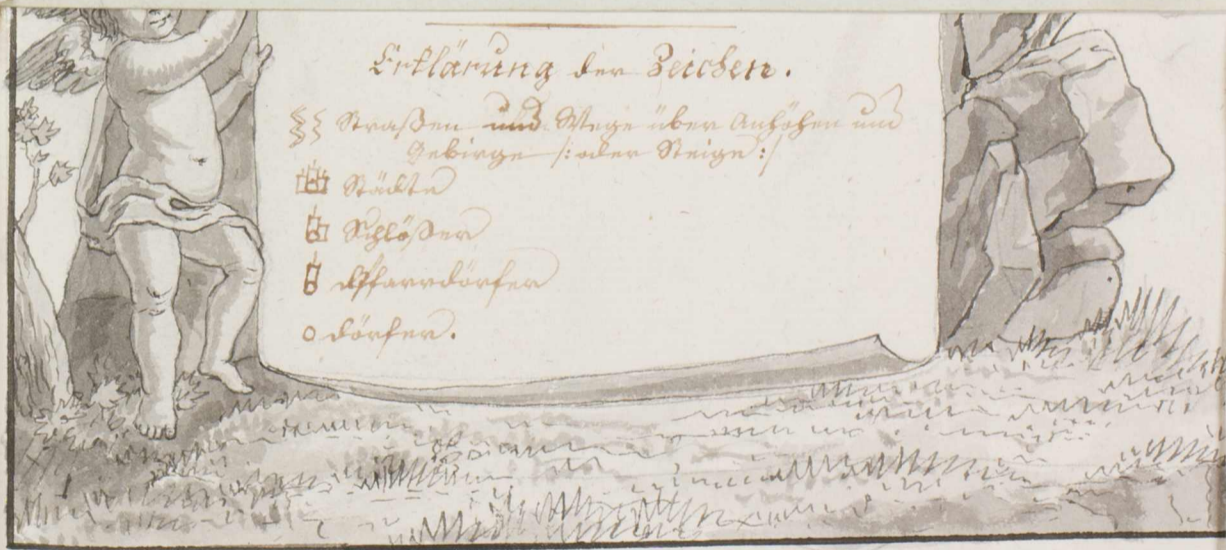 Erklärung der Zeichen.
Straßen und Wege über Anhöhen und
Gebirge /: oder Steige :/
Städte
Schlößer
Pfarrdörfer
dörfer.